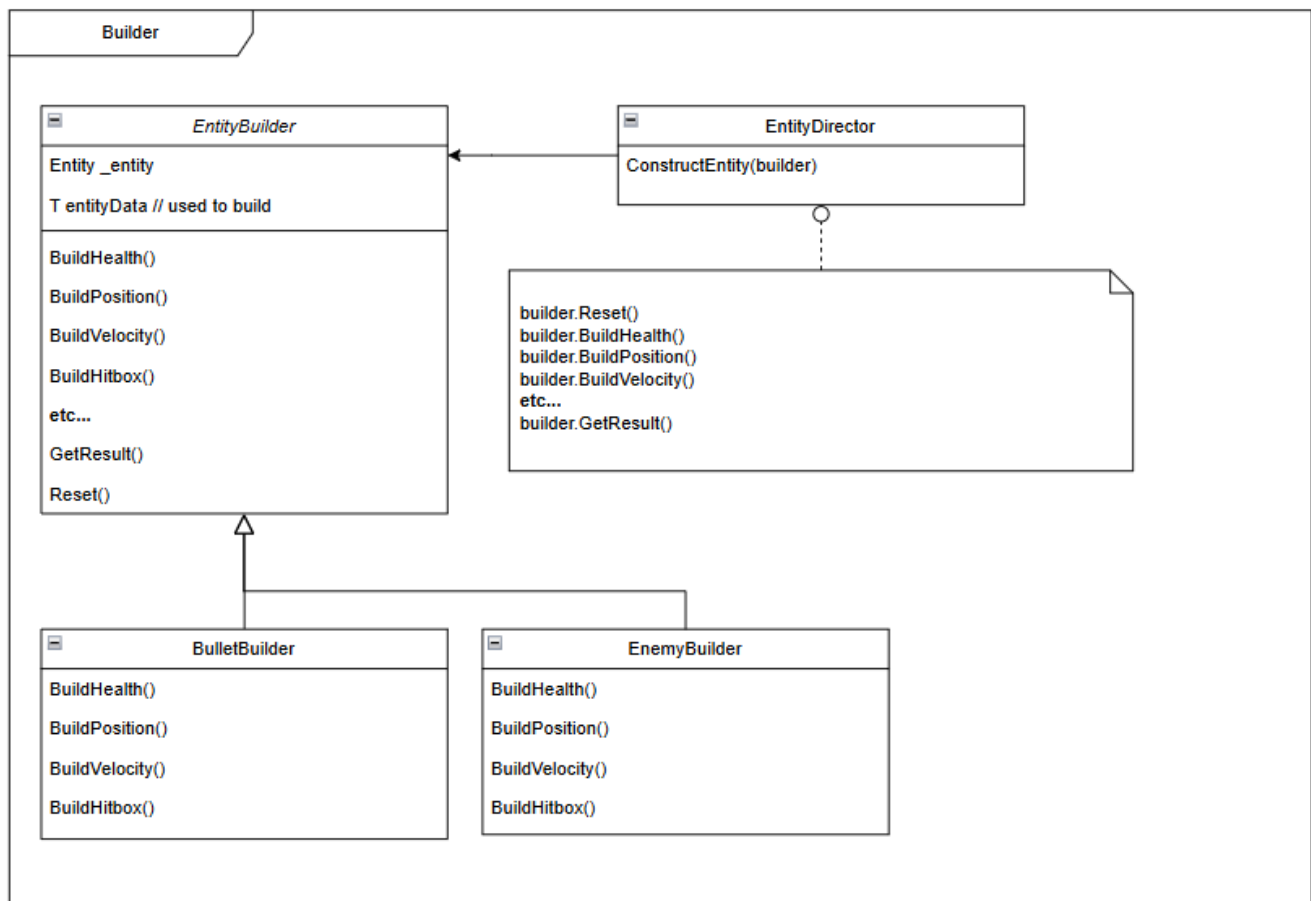 Builder
EntityBuilder
Entity _entity
T entityData // used to build
BuildHealth()
BuildPosition()
BuildVelocity()
BuildHitbox()
etc...
GetResult()
Reset()
EntityDirector
ConstructEntity(builder)
builder.Reset()
builder.BuildHealth()
builder.BuildPosition()
builder.BuildVelocity()
etc...
builder.GetResult()
BulletBuilder
BuildHealth()
BuildPosition()
BuildVelocity()
BuildHitbox()
EnemyBuilder
BuildHealth()
BuildPosition()
BuildVelocity()
BuildHitbox()